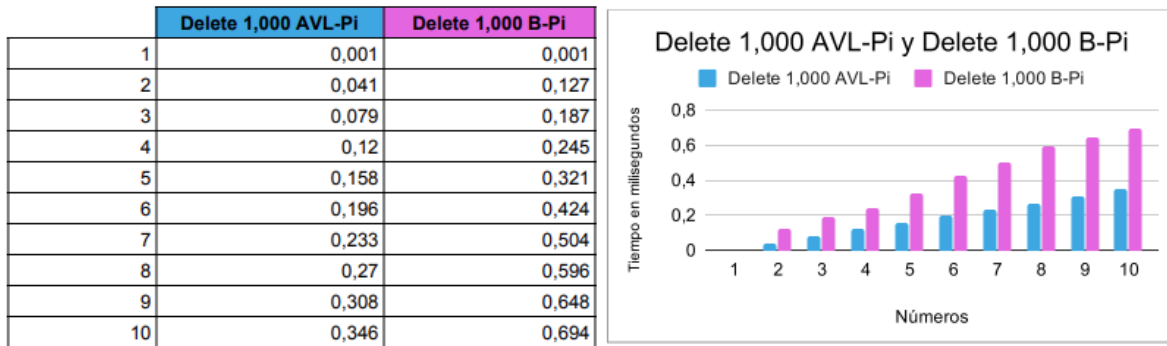 Delete 1,000 AVL-Pi Delete 1,000 B-Pi
1 0,001 0,001
2 0,041 0,127
3 0,079 0,187
4 0,12 0,245
5 0,158 0,321
6 0,196 0,424
7 0,233 0,504
8 0,27 0,596
9 0,308 0,648
10 0,346 0,694
Delete 1,000 AVL-Pi y Delete 1,000 B-Pi
Delete 1,000 AVL-Pi Delete 1,000 B-Pi
Tiempo en milisegundos
0,8
0,6
0,4
0,2
0
1 2 3 4 5 6 7 8 9 10
Números